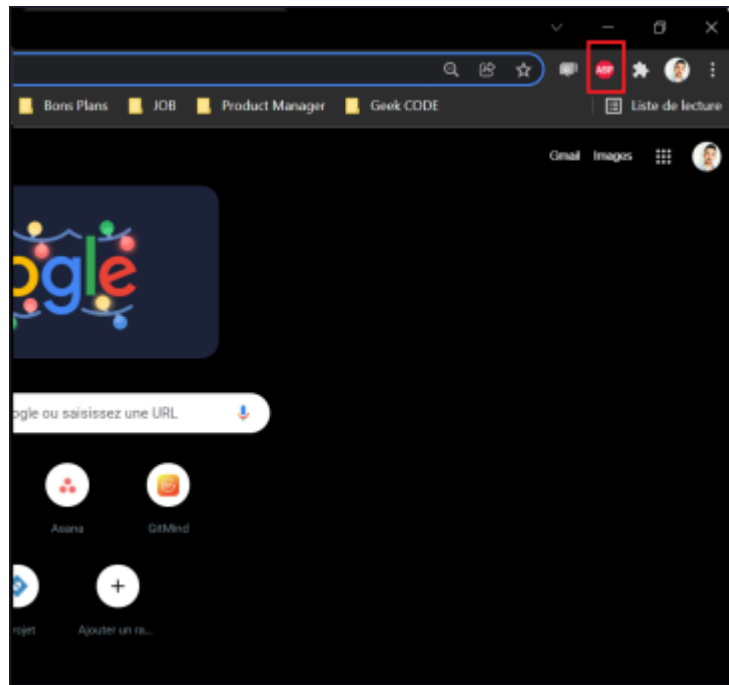 ABP
Bons Plans JOB Product Manager Geek CODE Liste de lecture
Gmail Images
ogle
ogle ou saisissez une URL
Asana GitMind
rojet Ajouter un ra...